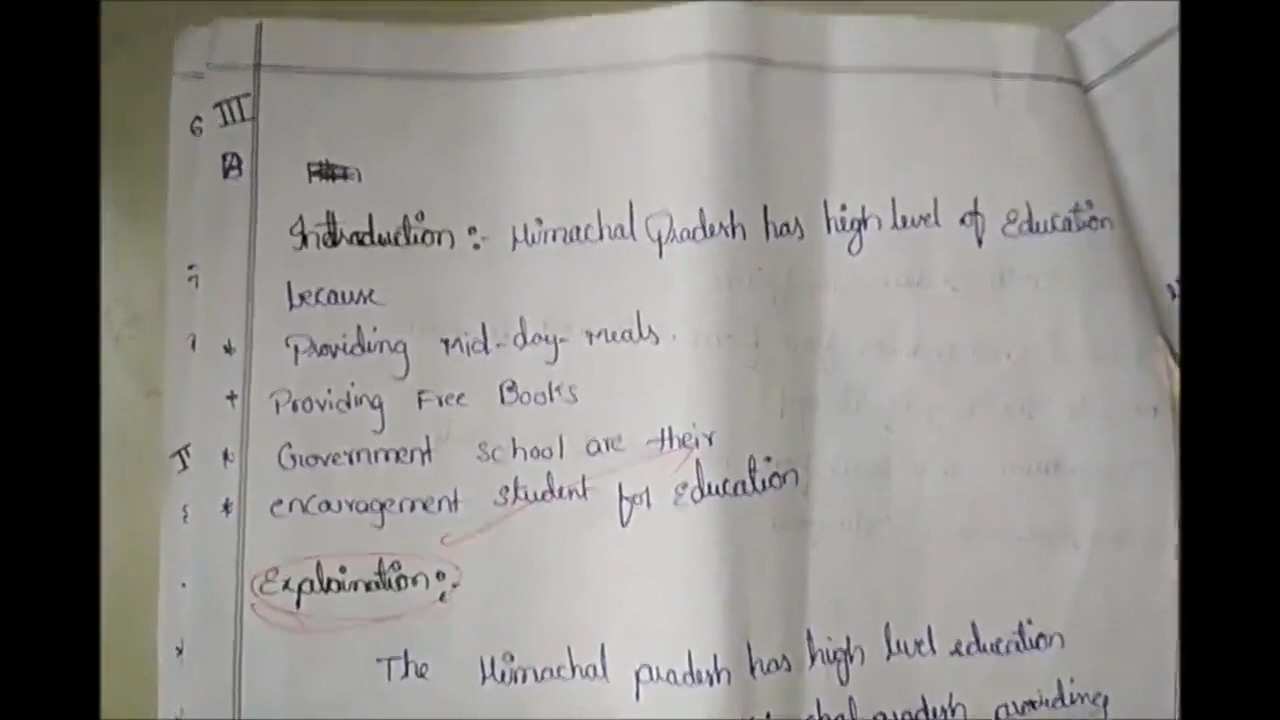 6 III
A
Introduction :- Himachal Pradesh has high level of Education
because
* Providing mid-day-meals.
+ Providing Free Books
* Government school are their
* encouragement student for education
Explaination :-
The Himachal pradesh has high level education
pradesh